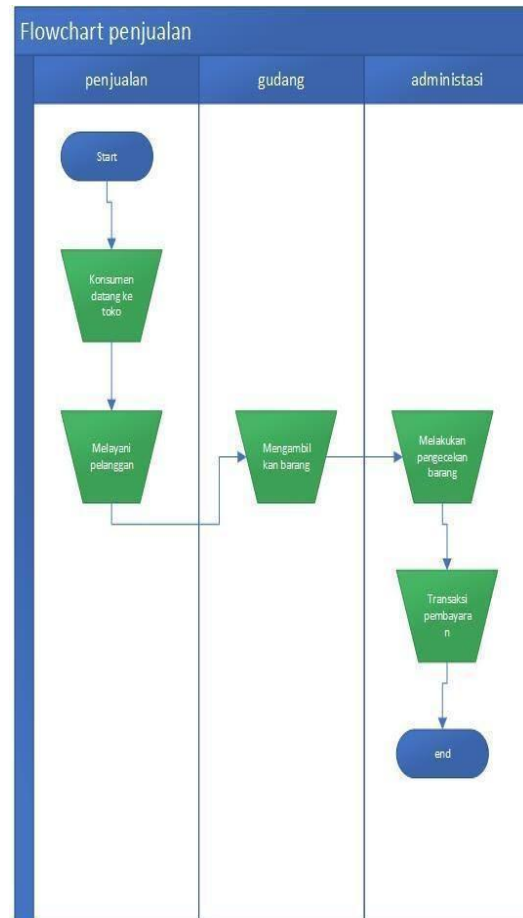 Flowchart penjualan
penjualan
gudang
administasi
Start
Konsumen
datang ke
toko
Melayani
pelanggan
Mengambil
kan barang
Melakukan
pengecekan
barang
Transaksi
pembayara
n
end